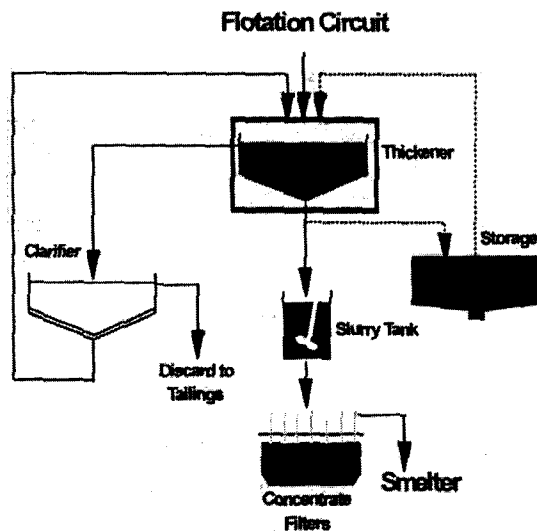 Flotation Circuit
Thickener
Clarifier
Storage
Slurry Tank
Discard to
Tailings
Smelter
Concentrate
Filters